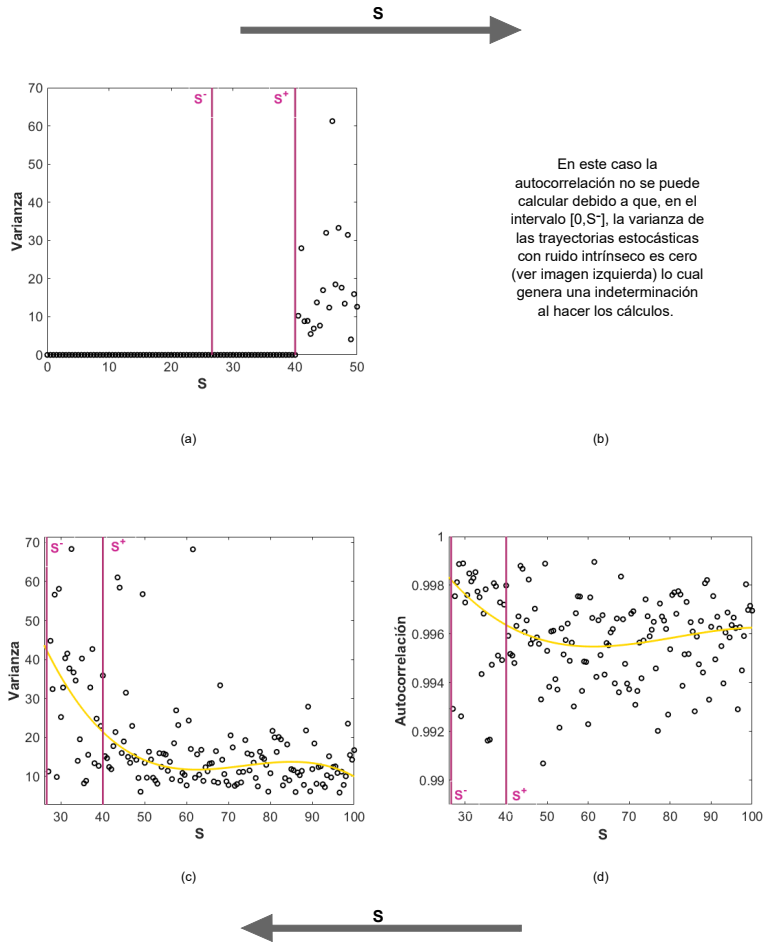 S
70
60
50
40
30
20
10
0
Varianza
S-
S+
0 10 20 30 40 50
S
(a)
En este caso la
autocorrelación no se puede
calcular debido a que, en el
intervalo [0,S-], la varianza de
las trayectorias estocásticas
con ruido intrínseco es cero
(ver imagen izquierda) lo cual
genera una indeterminación
al hacer los cálculos.
(b)
70
60
50
40
30
20
10
Varianza
S-
S+
30 40 50 60 70 80 90 100
S
(c)
1
0.998
0.996
0.994
0.992
0.99
Autocorrelación
S-
S+
30 40 50 60 70 80 90 100
S
(d)
S